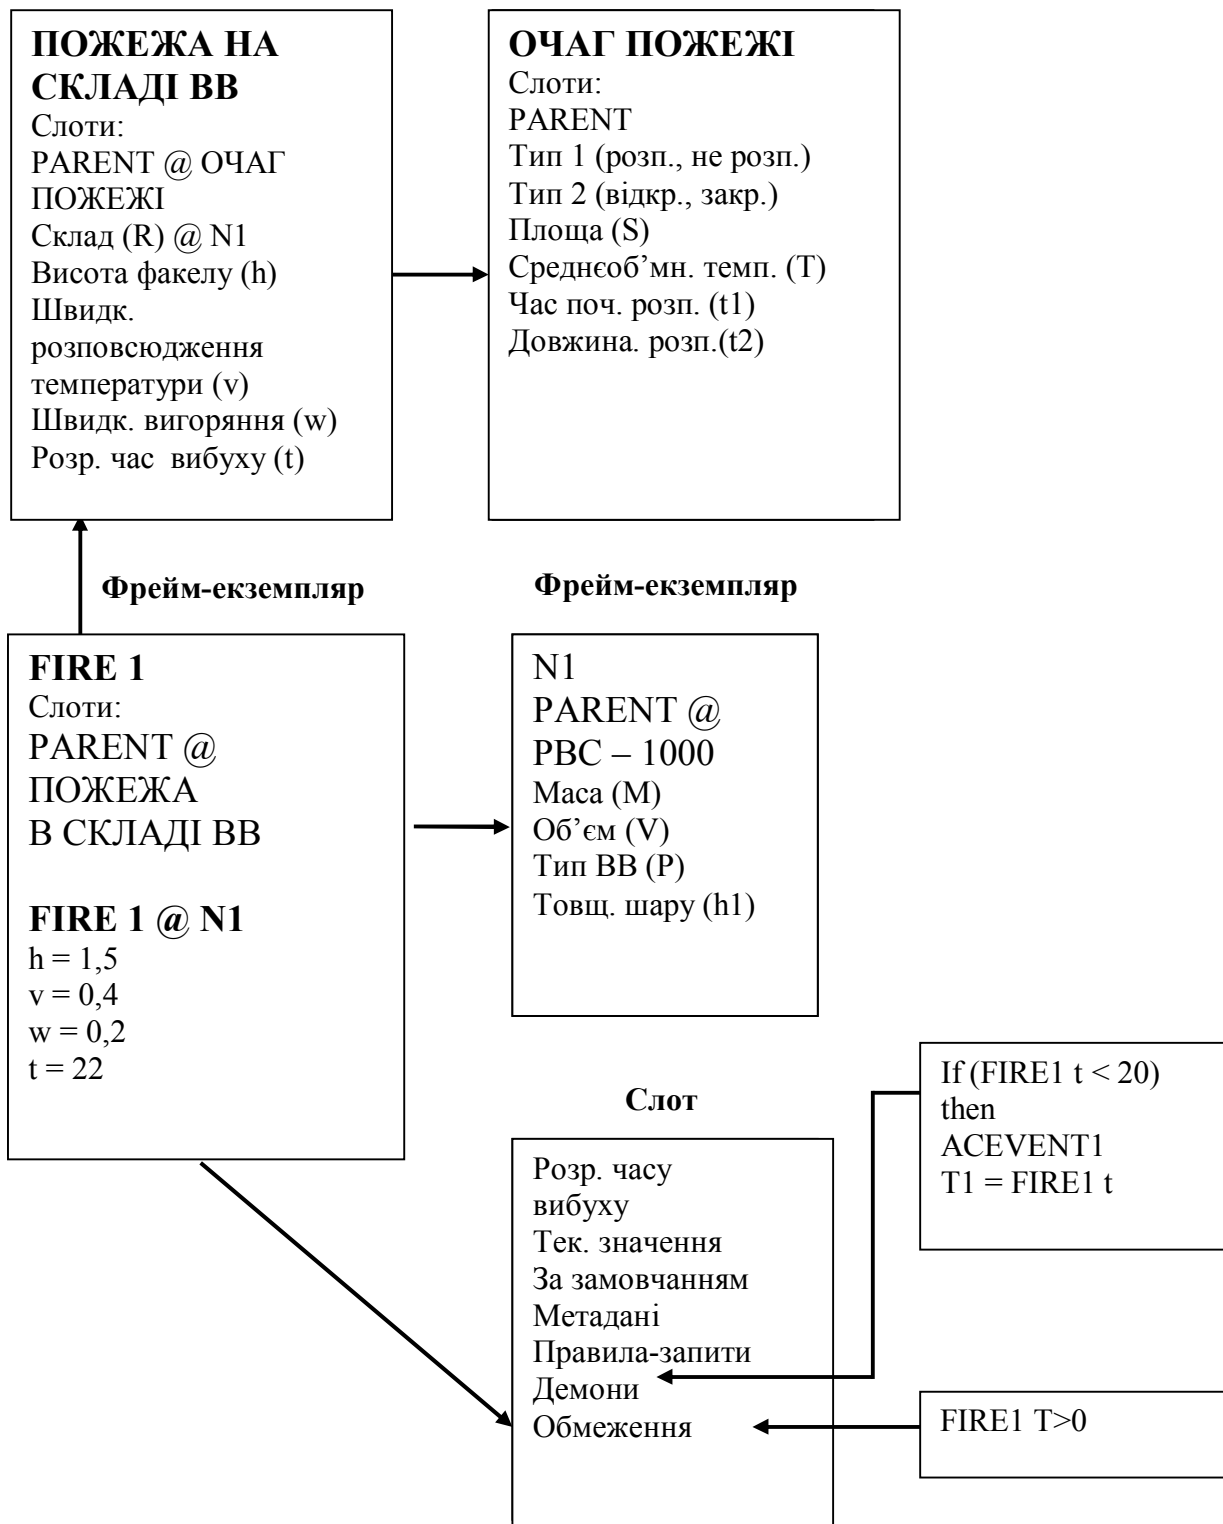 ПОЖЕЖА НА
СКЛАДІ ВВ
Слоти:
PARENT @ ОЧАГ
ПОЖЕЖІ
Склад (R) @ N1
Висота факелу (h)
Швидк.
розповсюдження
температури (v)
Швидк. вигоряння (w)
Розр. час вибуху (t)
ОЧАГ ПОЖЕЖІ
Слоти:
PARENT
Тип 1 (розп., не розп.)
Тип 2 (відкр., закр.)
Площа (S)
Среднєоб’мн. темп. (T)
Час поч. розп. (t1)
Довжина. розп.(t2)
Фрейм-екземпляр
Фрейм-екземпляр
FIRE 1
Слоти:
PARENT @
ПОЖЕЖА
В СКЛАДІ ВВ
FIRE 1 @ N1
h = 1,5
v = 0,4
w = 0,2
t = 22
N1
PARENT @
РВС – 1000
Маса (М)
Об’єм (V)
Тип ВВ (Р)
Товщ. шару (h1)
Слот
Розр. часу
вибуху
Тек. значення
За замовчанням
Метадані
Правила-запити
Демони
Обмеження
If (FIRE1 t < 20)
then
ACEVENT1
T1 = FIRE1 t
FIRE1 T>0